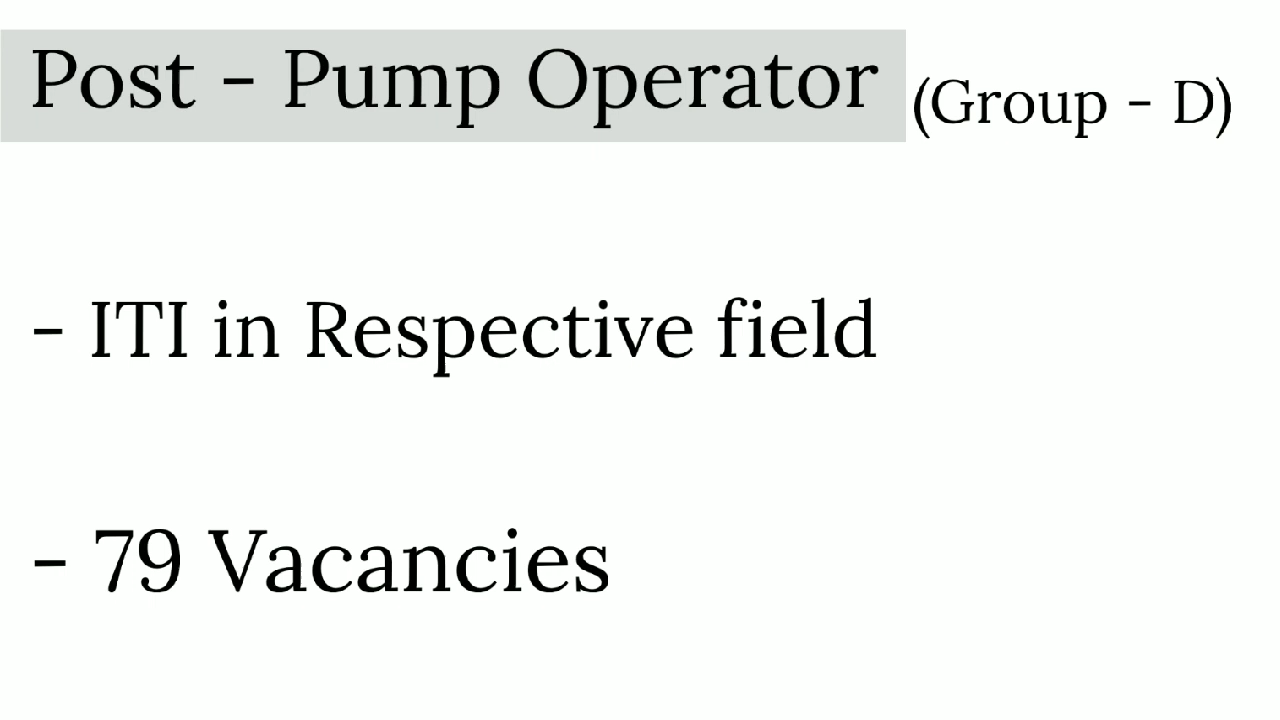 Post - Pump Operator (Group - D)
- ITI in Respective field
- 79 Vacancies